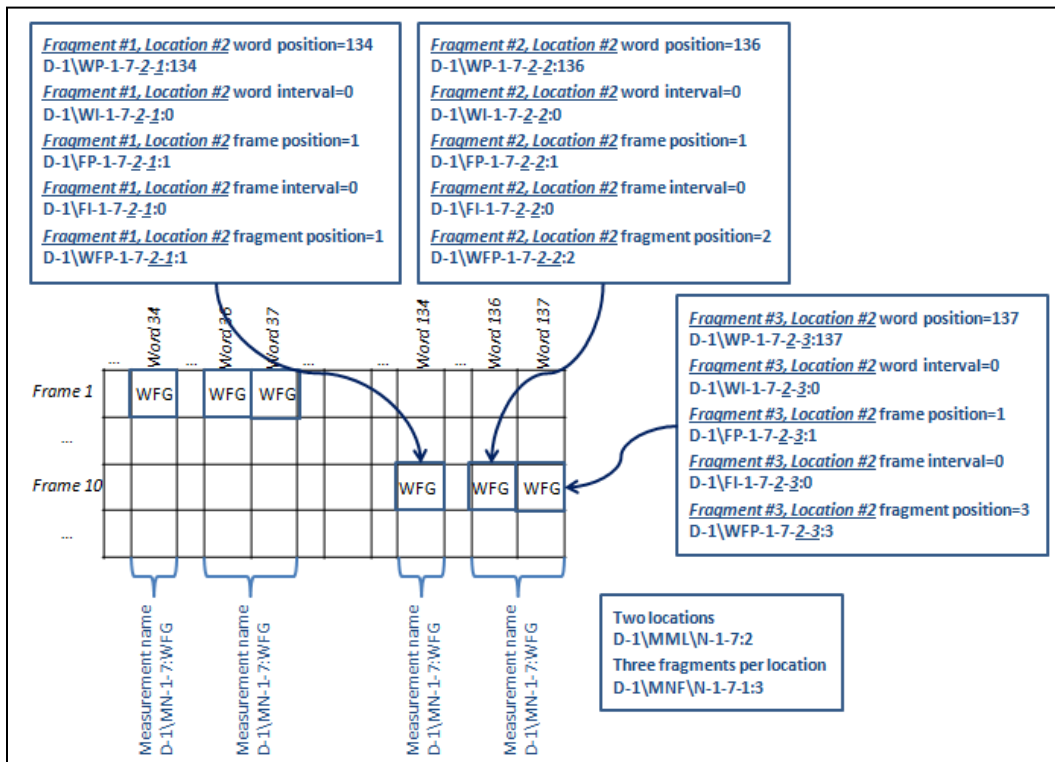 Fragment #1, Location #2 word position=134
D-1\WP-1-7-2-1:134
Fragment #1, Location #2 word interval=0
D-1\WI-1-7-2-1:0
Fragment #1, Location #2 frame position=1
D-1\FP-1-7-2-1:1
Fragment #1, Location #2 frame interval=0
D-1\FI-1-7-2-1:0
Fragment #1, Location #2 fragment position=1
D-1\WFP-1-7-2-1:1
Fragment #2, Location #2 word position=136
D-1\WP-1-7-2-2:136
Fragment #2, Location #2 word interval=0
D-1\WI-1-7-2-2:0
Fragment #2, Location #2 frame position=1
D-1\FP-1-7-2-2:1
Fragment #2, Location #2 frame interval=0
D-1\FI-1-7-2-2:0
Fragment #2, Location #2 fragment position=2
D-1\WFP-1-7-2-2:2
Fragment #3, Location #2 word position=137
D-1\WP-1-7-2-3:137
Fragment #3, Location #2 word interval=0
D-1\WI-1-7-2-3:0
Fragment #3, Location #2 frame position=1
D-1\FP-1-7-2-3:1
Fragment #3, Location #2 frame interval=0
D-1\FI-1-7-2-3:0
Fragment #3, Location #2 fragment position=3
D-1\WFP-1-7-2-3:3
... Word 34 ... Word 36 Word 37 ... ... Word 134 ... Word 136 Word 137
Frame 1 WFG WFG WFG
...
Frame 10 WFG WFG WFG
...
Measurement name
D-1\MN-1-7:WFG
Measurement name
D-1\MN-1-7:WFG
Measurement name
D-1\MN-1-7:WFG
Measurement name
D-1\MN-1-7:WFG
Two locations
D-1\MML\N-1-7:2
Three fragments per location
D-1\MNF\N-1-7-1:3